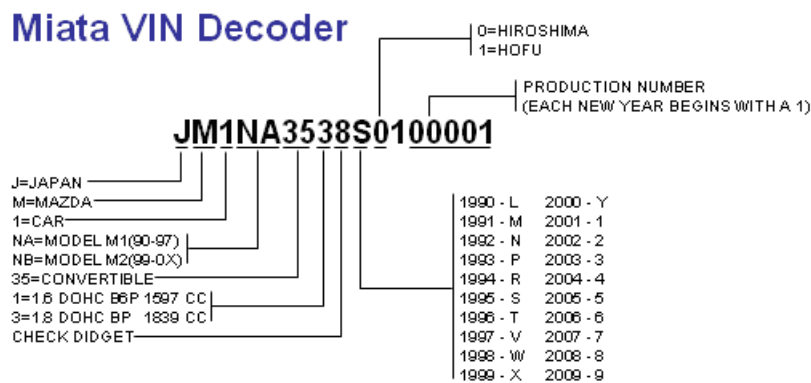 Miata VIN Decoder
0=HIROSHIMA
1=HOFU
PRODUCTION NUMBER
(EACH NEW YEAR BEGINS WITH A 1)
JM1NA3538S0100001
J=JAPAN
M=MAZDA
1=CAR
NA=MODEL M1(90-97)
NB=MODEL M2(99-0X)
35=CONVERTIBLE
1=1.6 DOHC B6P 1597 CC
3=1.8 DOHC BP 1839 CC
CHECK DIDGET
1990 - L 2000 - Y
1991 - M 2001 - 1
1992 - N 2002 - 2
1993 - P 2003 - 3
1994 - R 2004 - 4
1995 - S 2005 - 5
1996 - T 2006 - 6
1997 - V 2007 - 7
1998 - W 2008 - 8
1999 - X 2009 - 9